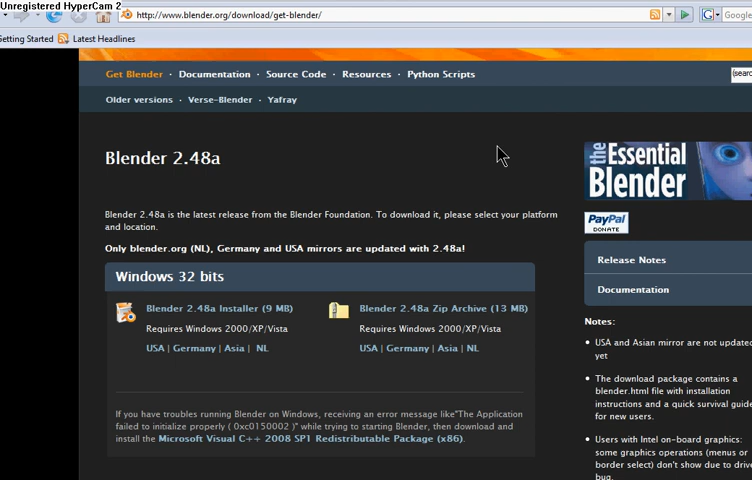 Unregistered HyperCam 2
http://www.blender.org/download/get-blender/
Google
Getting Started Latest Headlines
Get Blender · Documentation · Source Code · Resources · Python Scripts
(searc
Older versions · Verse-Blender · Yafray
Blender 2.48a
the Essential
Blender
Blender 2.48a is the latest release from the Blender Foundation. To download it, please select your platform
and location.
PayPal
DONATE
Only blender.org (NL), Germany and USA mirrors are updated with 2.48a!
Release Notes
Documentation
Windows 32 bits
Blender 2.48a Installer (9 MB)
Requires Windows 2000/XP/Vista
USA | Germany | Asia | NL
Blender 2.48a Zip Archive (13 MB)
Requires Windows 2000/XP/Vista
USA | Germany | Asia | NL
If you have troubles running Blender on Windows, receiving an error message like"The Application
failed to initialize properly ( 0xc0150002 )" while trying to starting Blender, then download and
install the Microsoft Visual C++ 2008 SP1 Redistributable Package (x86).
Notes:
• USA and Asian mirror are not updated
yet
• The download package contains a
blender.html file with installation
instructions and a quick survival guide
for new users.
• Users with Intel on-board graphics:
some graphics operations (menus or
border select) don't show due to drive
bug.